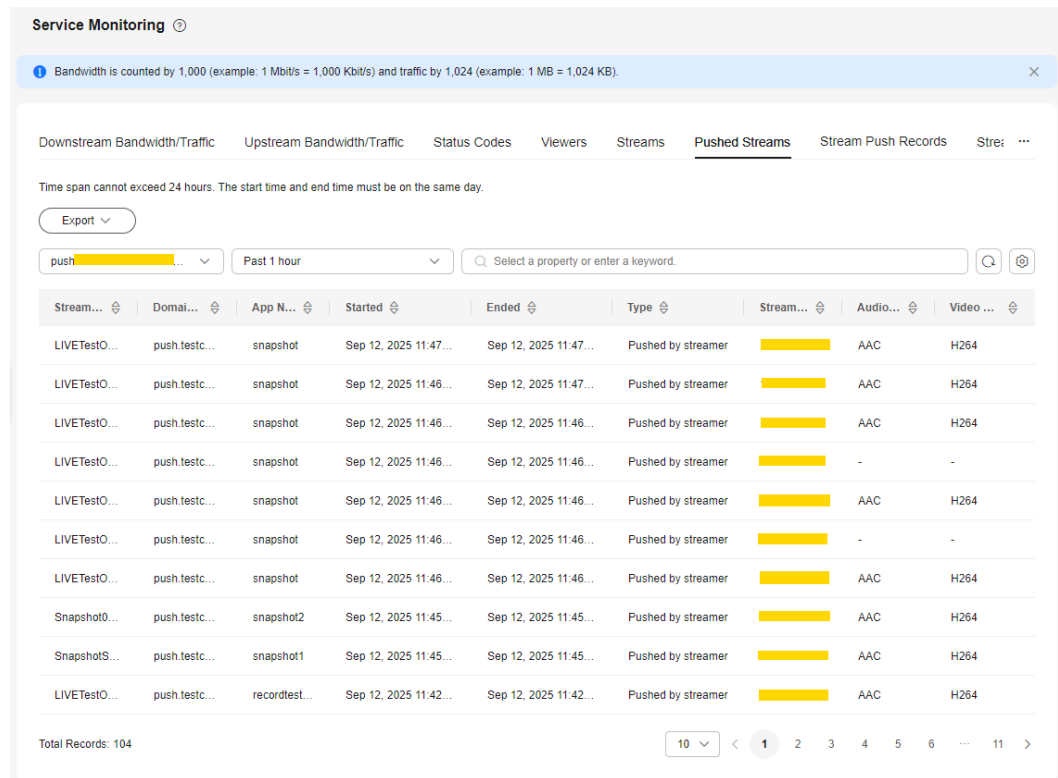 Service Monitoring
Bandwidth is counted by 1,000 (example: 1 Mbit/s = 1,000 Kbit/s) and traffic by 1,024 (example: 1 MB = 1,024 KB).
Downstream Bandwidth/Traffic Upstream Bandwidth/Traffic Status Codes Viewers Streams Pushed Streams Stream Push Records Strea ...
Time span cannot exceed 24 hours. The start time and end time must be on the same day.
Export
push ... Past 1 hour Select a property or enter a keyword.
Stream... Domai... App N... Started Ended Type Stream... Audio... Video ...
LIVETestO... push.testc... snapshot Sep 12, 2025 11:47... Sep 12, 2025 11:47... Pushed by streamer AAC H264
LIVETestO... push.testc... snapshot Sep 12, 2025 11:46... Sep 12, 2025 11:47... Pushed by streamer AAC H264
LIVETestO... push.testc... snapshot Sep 12, 2025 11:46... Sep 12, 2025 11:46... Pushed by streamer AAC H264
LIVETestO... push.testc... snapshot Sep 12, 2025 11:46... Sep 12, 2025 11:46... Pushed by streamer - -
LIVETestO... push.testc... snapshot Sep 12, 2025 11:46... Sep 12, 2025 11:46... Pushed by streamer AAC H264
LIVETestO... push.testc... snapshot Sep 12, 2025 11:46... Sep 12, 2025 11:46... Pushed by streamer - -
LIVETestO... push.testc... snapshot Sep 12, 2025 11:46... Sep 12, 2025 11:46... Pushed by streamer AAC H264
Snapshot0... push.testc... snapshot2 Sep 12, 2025 11:45... Sep 12, 2025 11:45... Pushed by streamer AAC H264
SnapshotS... push.testc... snapshot1 Sep 12, 2025 11:45... Sep 12, 2025 11:45... Pushed by streamer AAC H264
LIVETestO... push.testc... recordtest... Sep 12, 2025 11:42... Sep 12, 2025 11:42... Pushed by streamer AAC H264
Total Records: 104 10 < 1 2 3 4 5 6 ... 11 >